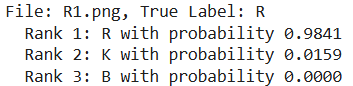 File: R1.png, True Label: R
  Rank 1: R with probability 0.9841
  Rank 2: K with probability 0.0159
  Rank 3: B with probability 0.0000